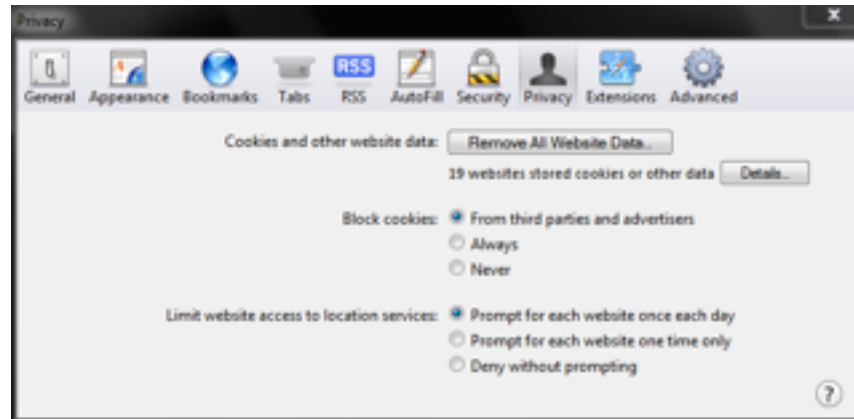 Privacy
RSS
General Appearance Bookmarks Tabs RSS AutoFill Security Privacy Extensions Advanced
Cookies and other website data: Remove All Website Data...
19 websites stored cookies or other data Details...
Block cookies: From third parties and advertisers
Always
Never
Limit website access to location services: Prompt for each website once each day
Prompt for each website one time only
Deny without prompting
?